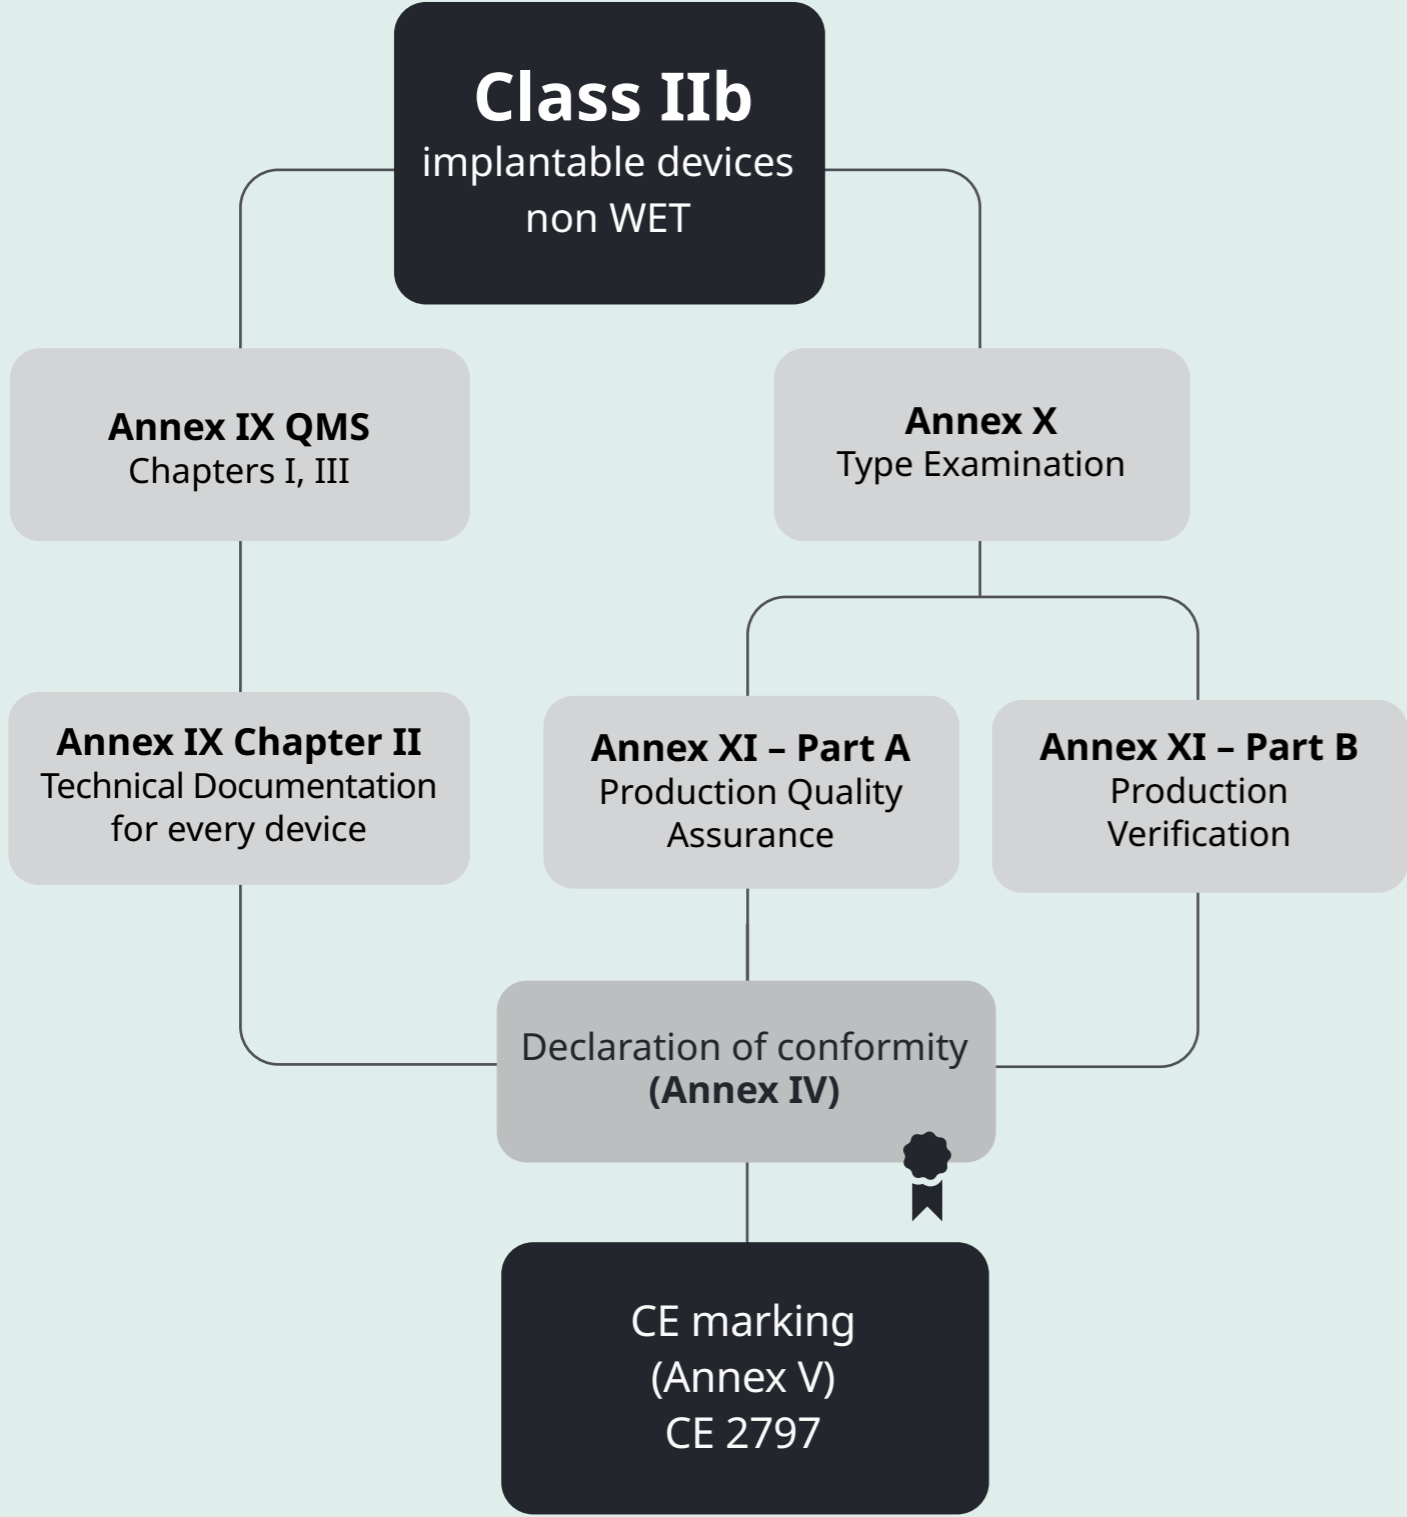 Class IIb
implantable devices
non WET
Annex IX QMS
Chapters I, III
Annex X
Type Examination
Annex IX Chapter II
Technical Documentation
for every device
Annex XI – Part A
Production Quality
Assurance
Annex XI – Part B
Production
Verification
Declaration of conformity
(Annex IV)
CE marking
(Annex V)
CE 2797